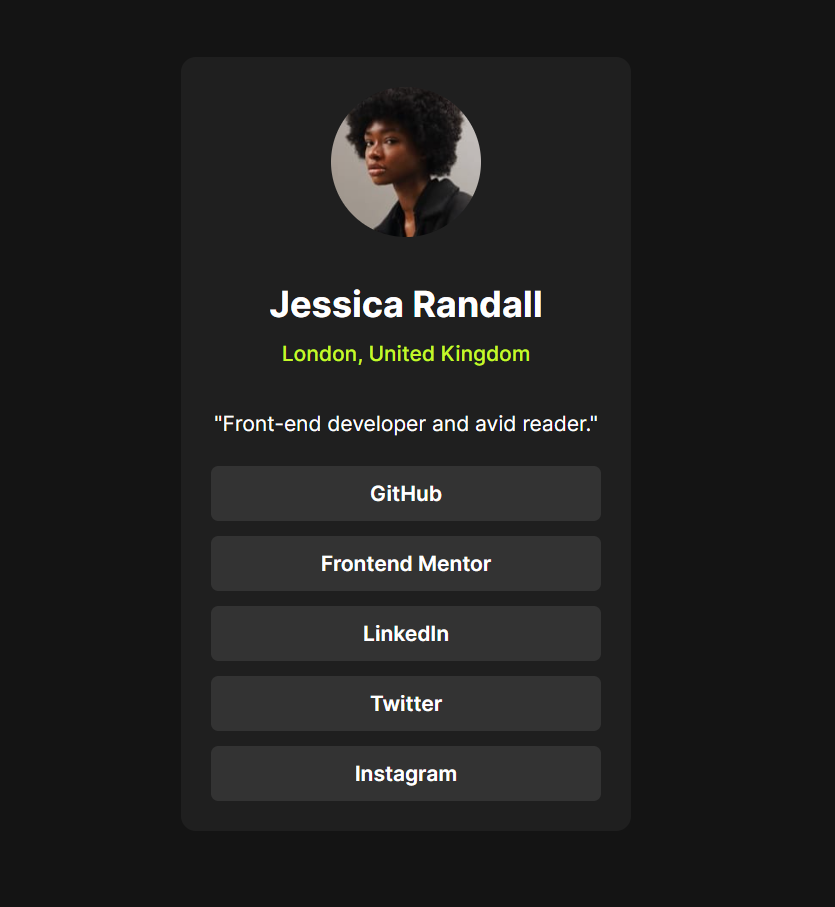 Jessica Randall
London, United Kingdom
"Front-end developer and avid reader."
GitHub
Frontend Mentor
LinkedIn
Twitter
Instagram